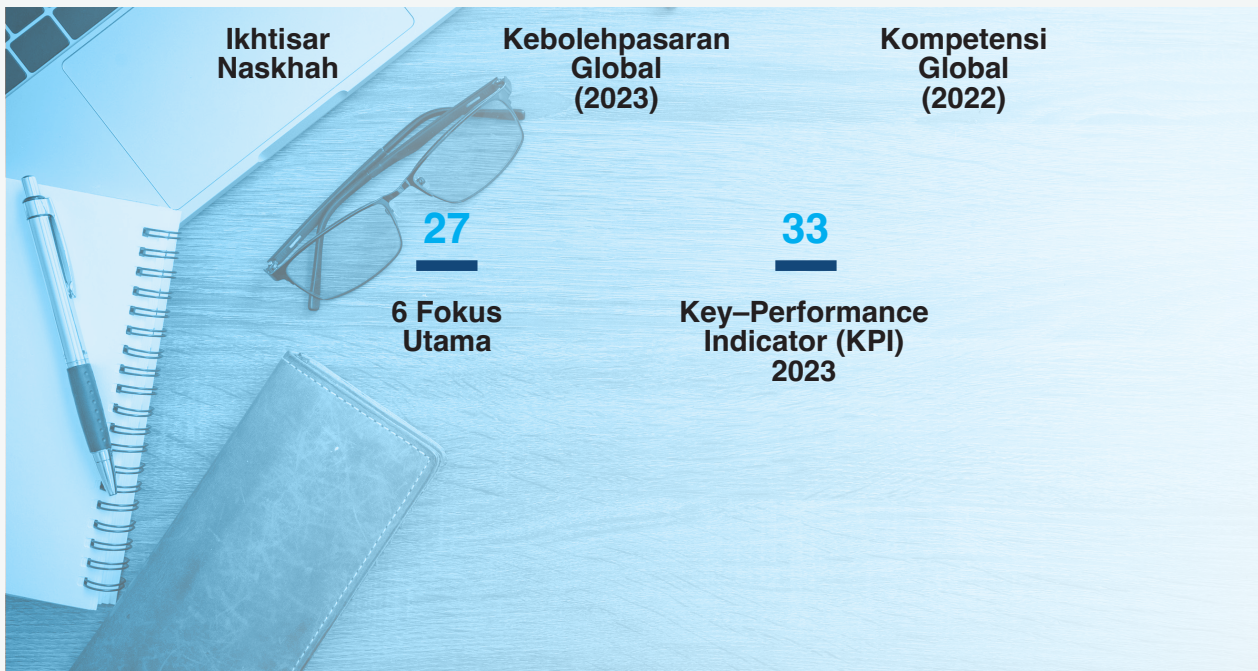 Ikhtisar
Naskhah
Kebolehpasaran
Global
(2023)
Kompetensi
Global
(2022)
27
6 Fokus
Utama
33
Key–Performance
Indicator (KPI)
2023